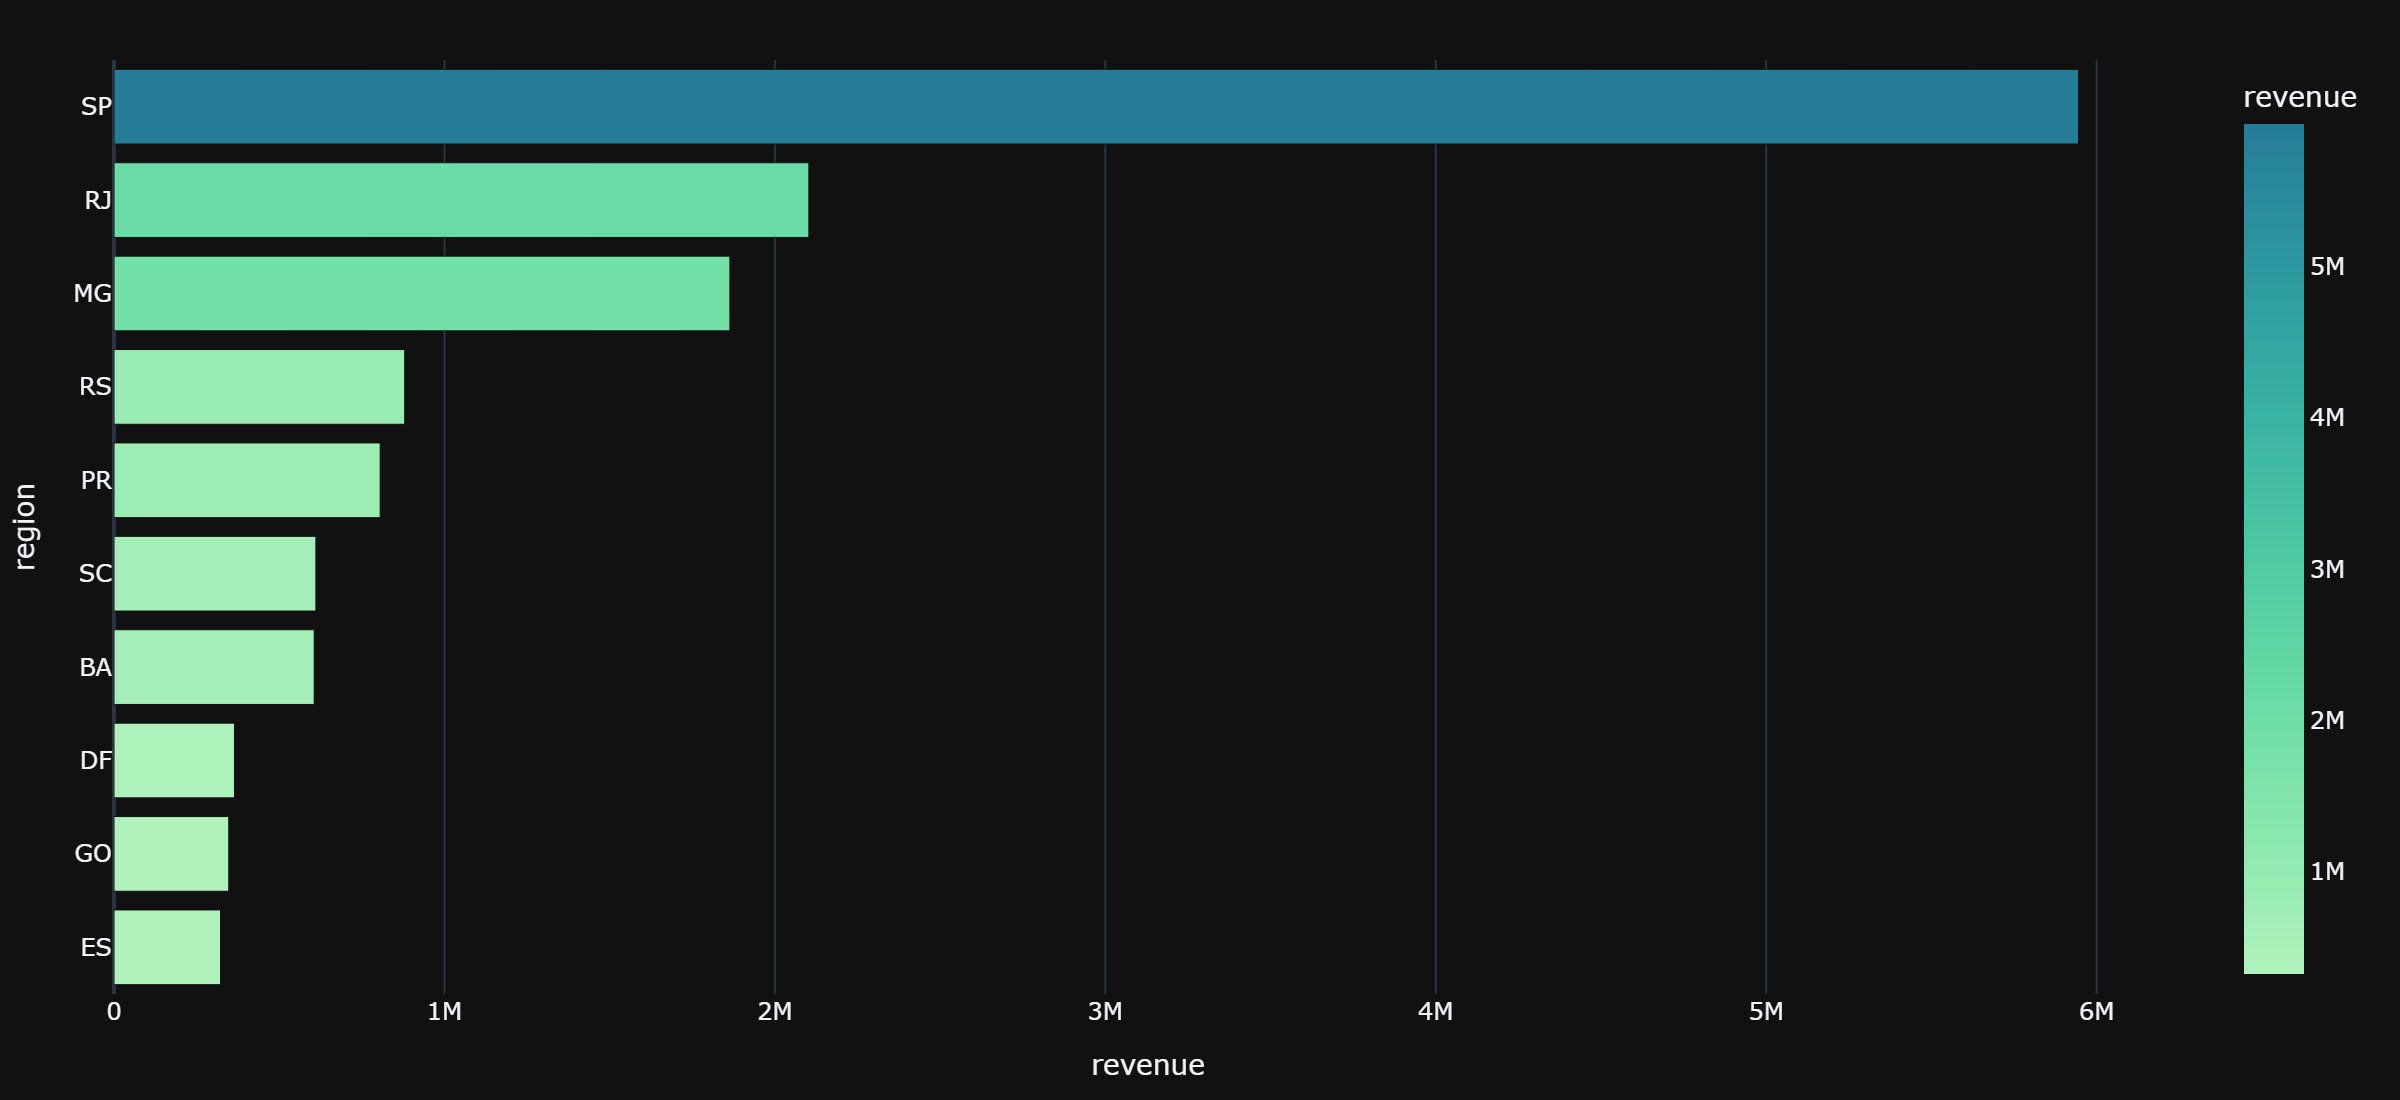 SP
RJ
MG
RS
PR
SC
BA
DF
GO
ES
region
0 1M 2M 3M 4M 5M 6M
revenue
revenue
5M
4M
3M
2M
1M